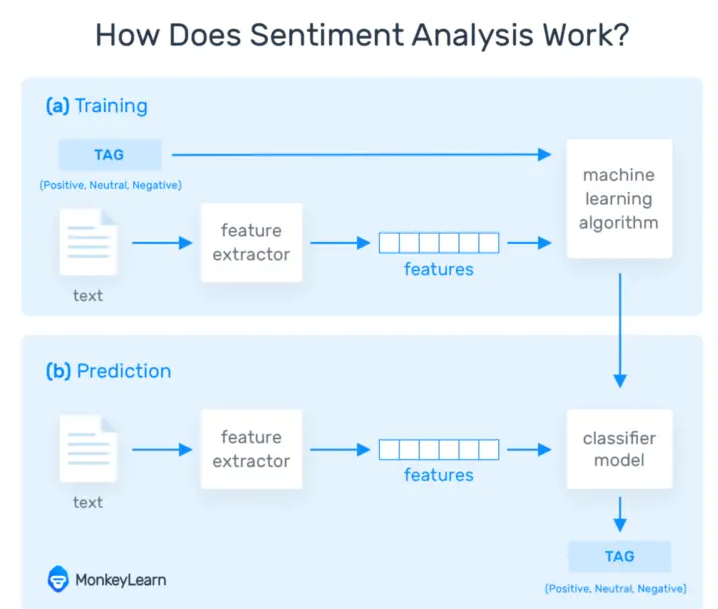 How Does Sentiment Analysis Work?
(a) Training
TAG
(Positive, Neutral, Negative)
text
feature
extractor
features
machine
learning
algorithm
(b) Prediction
text
feature
extractor
features
classifier
model
TAG
(Positive, Neutral, Negative)
MonkeyLearn